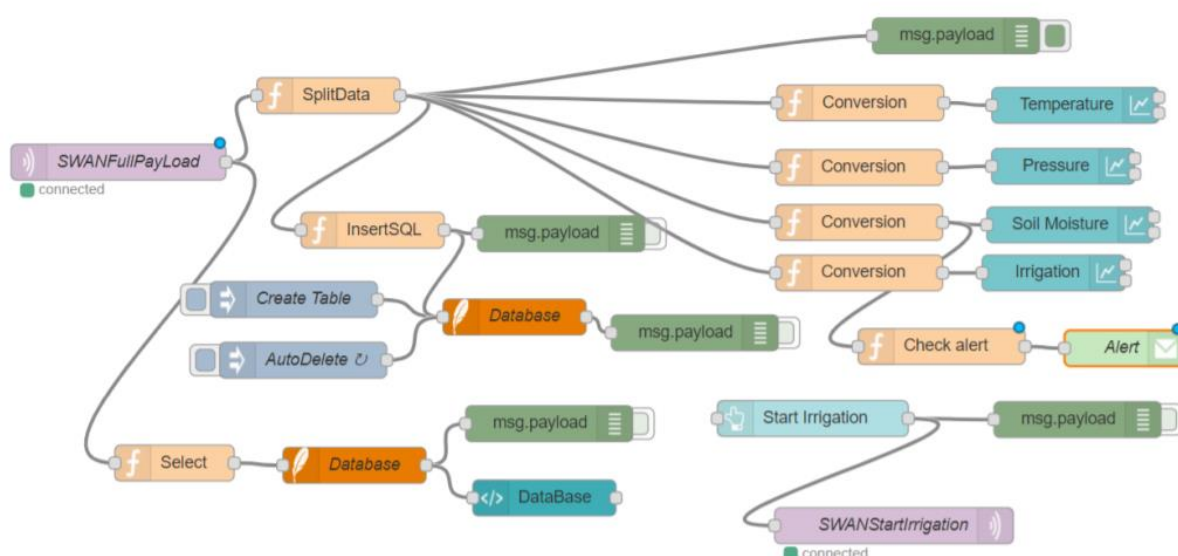 msg.payload
SplitData
Conversion
Temperature
SWANFullPayLoad
connected
Conversion
Pressure
InsertSQL
msg.payload
Conversion
Soil Moisture
Conversion
Irrigation
Create Table
Database
msg.payload
AutoDelete ↻
Check alert
Alert
msg.payload
Start Irrigation
msg.payload
Select
Database
DataBase
SWANStartIrrigation
connected